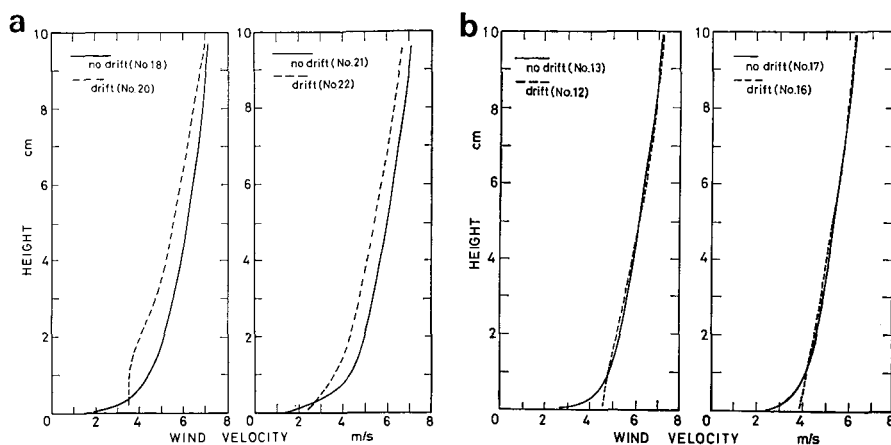 a
10
8
6
4
2
0
HEIGHT cm
no drift (No.18)
drift (No.20)
0 2 4 6 8
10
8
6
4
2
0
no drift (No.21)
drift (No22)
0 2 4 6 8
WIND VELOCITY m/s
b
10
8
6
4
2
0
HEIGHT cm
no drift (No.13)
drift (No.12)
0 2 4 6 8
10
8
6
4
2
0
no drift (No.17)
drift (No.16)
0 2 4 6 8
WIND VELOCITY m/s